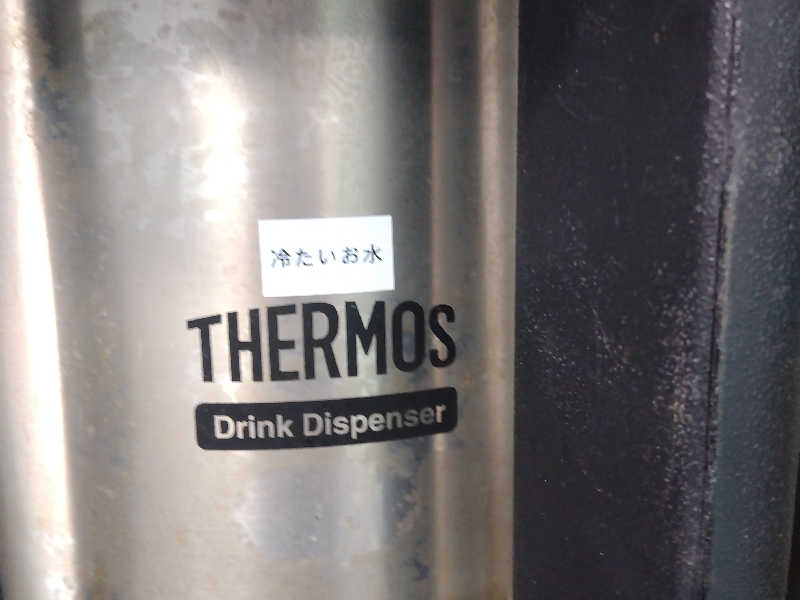 冷たいお水
THERMOS
Drink Dispenser